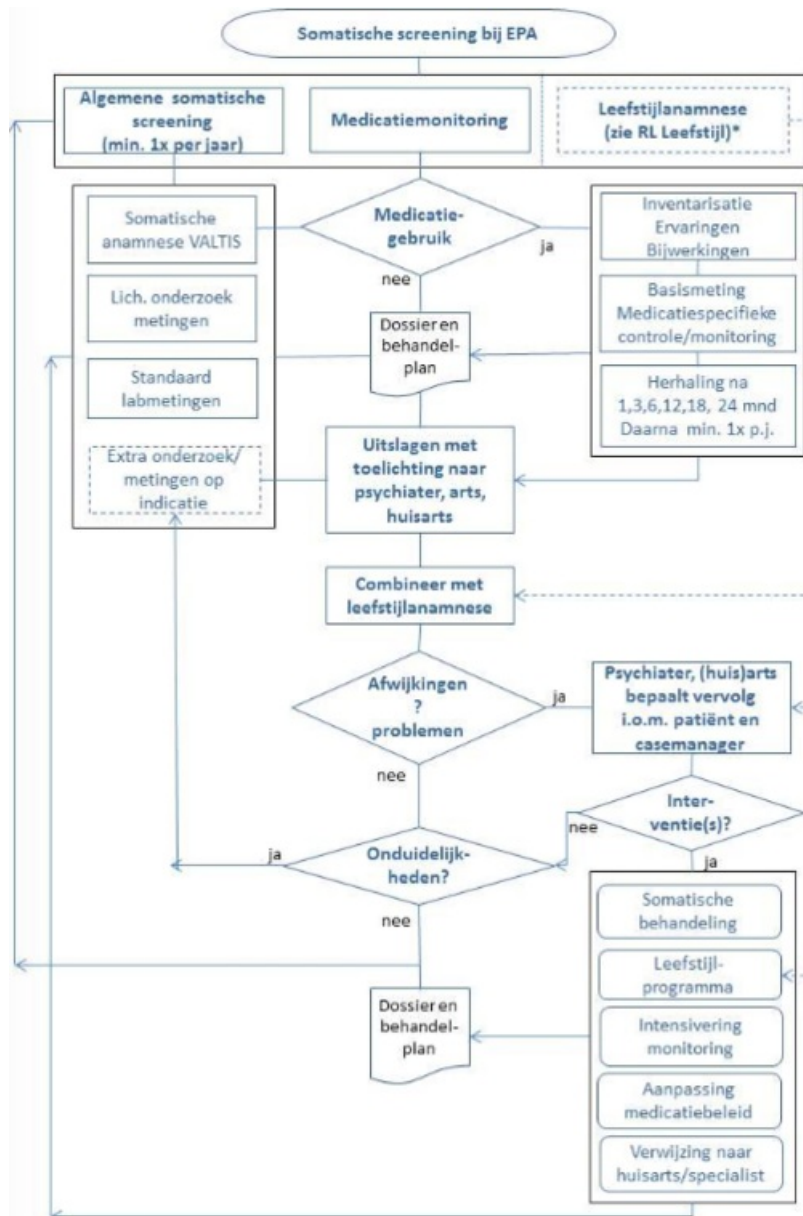 Somatische screening bij EPA
Algemene somatische
screening
(min. 1x per jaar)
Medicatiemonitoring
Leefstijlanamnese
(zie RL Leefstijl)*
Somatische
anamnese VALTIS
Lich. onderzoek
metingen
Standaard
labmetingen
Extra onderzoek/
metingen op
indicatie
Medicatie-
gebruik
ja
nee
Inventarisatie
Ervaringen
Bijwerkingen
Basismeting
Medicatiespecifieke
controle/monitoring
Herhaling na
1,3,6,12,18, 24 mnd
Daarna min. 1x p.j.
Dossier en
behandel-
plan
Uitslagen met
toelichting naar
psychiater, arts,
huisarts
Combineer met
leefstijlanamnese
Afwijkingen
?
problemen
ja
nee
Psychiater, (huis)arts
bepaalt vervolg
i.o.m. patiënt en
casemanager
Inter-
ventie(s)?
nee
ja
Onduidelijk-
heden?
ja
nee
Somatische
behandeling
Leefstijl-
programma
Intensivering
monitoring
Aanpassing
medicatiebeleid
Verwijzing naar
huisarts/specialist
Dossier en
behandel-
plan